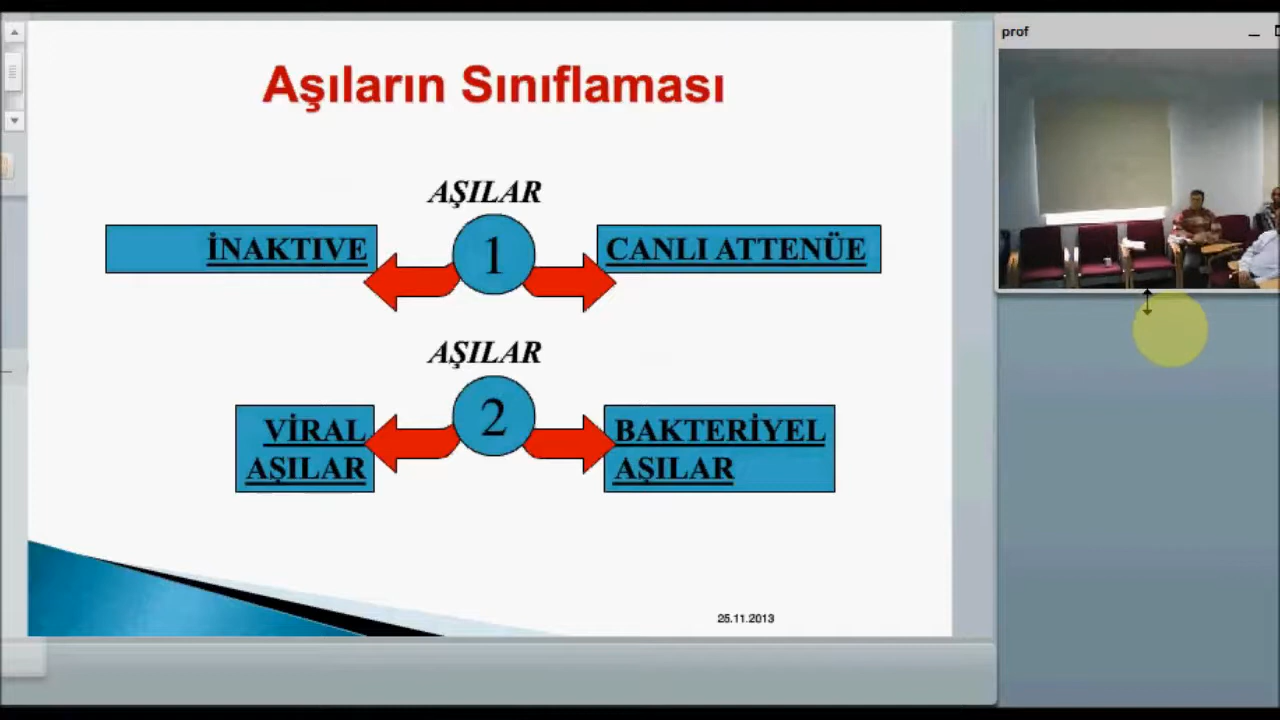 prof
Aşıların Sınıflaması
AŞILAR
İNAKTIVE
1
CANLI ATTENÜE
AŞILAR
2
VİRAL
AŞILAR
BAKTERİYEL
AŞILAR
25.11.2013